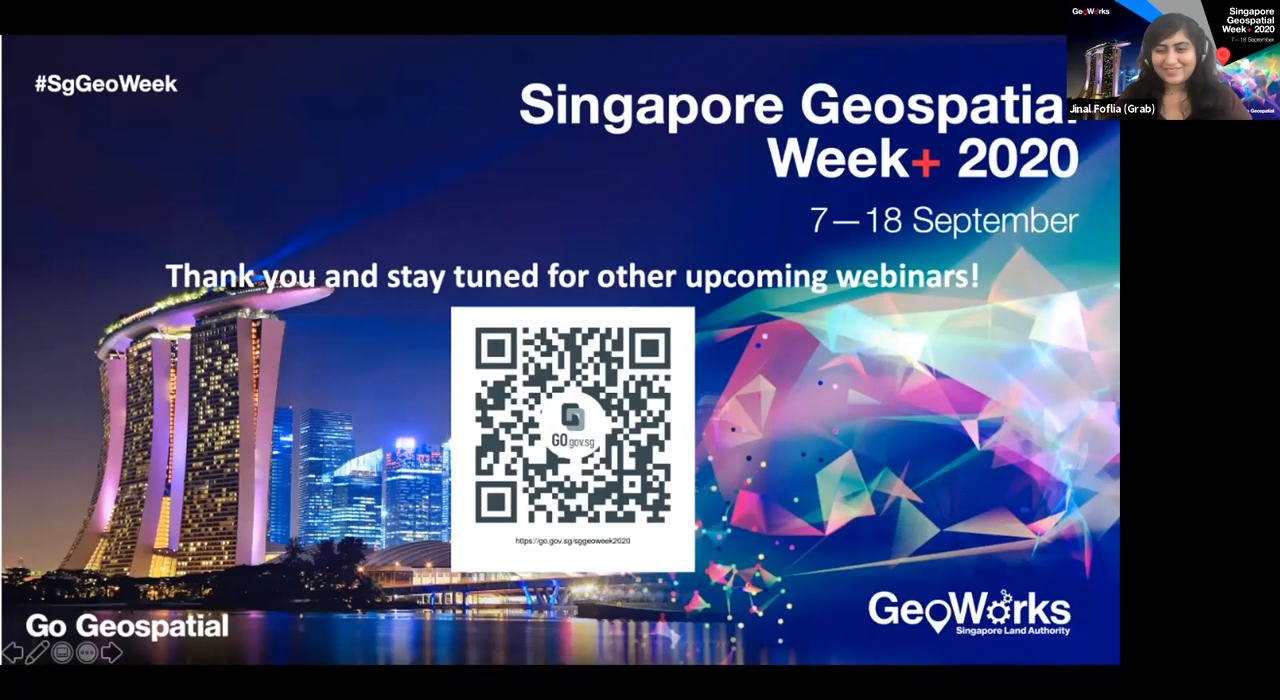 #SgGeoWeek
Singapore Geospatial
Week+ 2020
7—18 September
Thank you and stay tuned for other upcoming webinars!
GO gov.sg
https://go.gov.sg/sggeoweek2020
Go Geospatial
GeoWorks
Singapore Land Authority
GeoWorks
Singapore
Geospatial
Week+ 2020
7—18 September
Jinal Foflia (Grab)
Geospatial